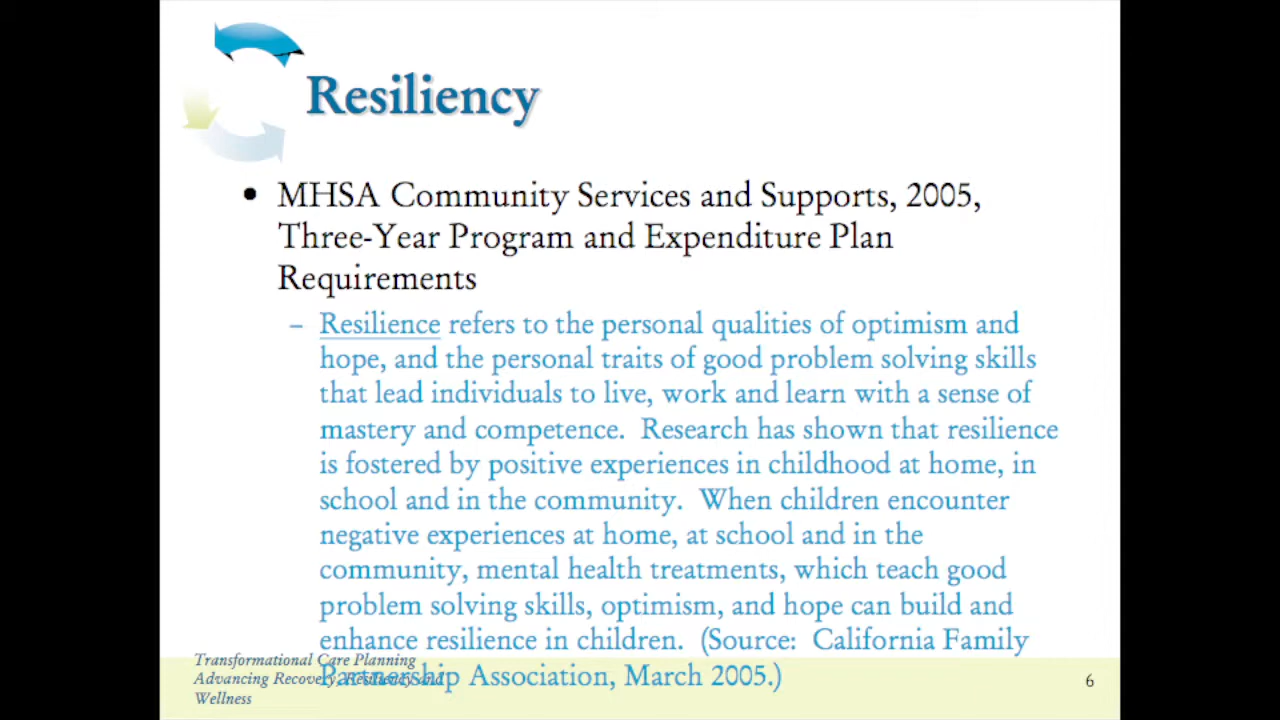 Resiliency
• MHSA Community Services and Supports, 2005,
Three-Year Program and Expenditure Plan
Requirements
– Resilience refers to the personal qualities of optimism and
hope, and the personal traits of good problem solving skills
that lead individuals to live, work and learn with a sense of
mastery and competence.  Research has shown that resilience
is fostered by positive experiences in childhood at home, in
school and in the community.  When children encounter
negative experiences at home, at school and in the
community, mental health treatments, which teach good
problem solving skills, optimism, and hope can build and
enhance resilience in children.  (Source:  California Family
Partnership Association, March 2005.)
Transformational Care Planning
Advancing Recovery, Resiliency and
Wellness
6